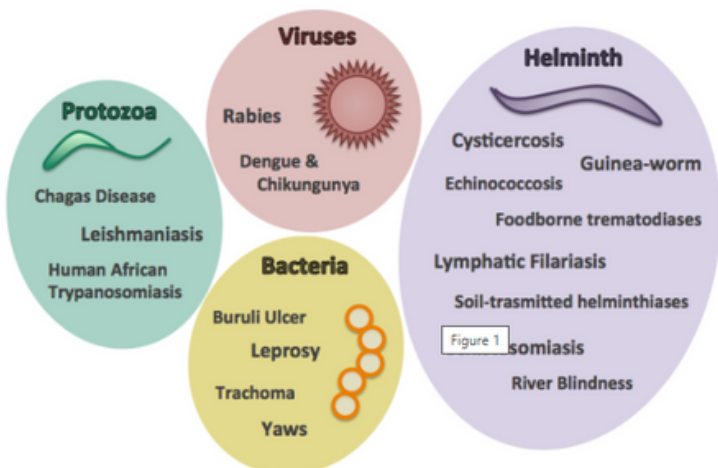 Viruses
Rabies
Dengue &
Chikungunya
Protozoa
Chagas Disease
Leishmaniasis
Human African
Trypanosomiasis
Bacteria
Buruli Ulcer
Leprosy
Trachoma
Yaws
Helminth
Cysticercosis
Guinea-worm
Echinococcosis
Foodborne trematodiases
Lymphatic Filariasis
Soil-trasmitted helminthiases
Figure 1
River Blindness